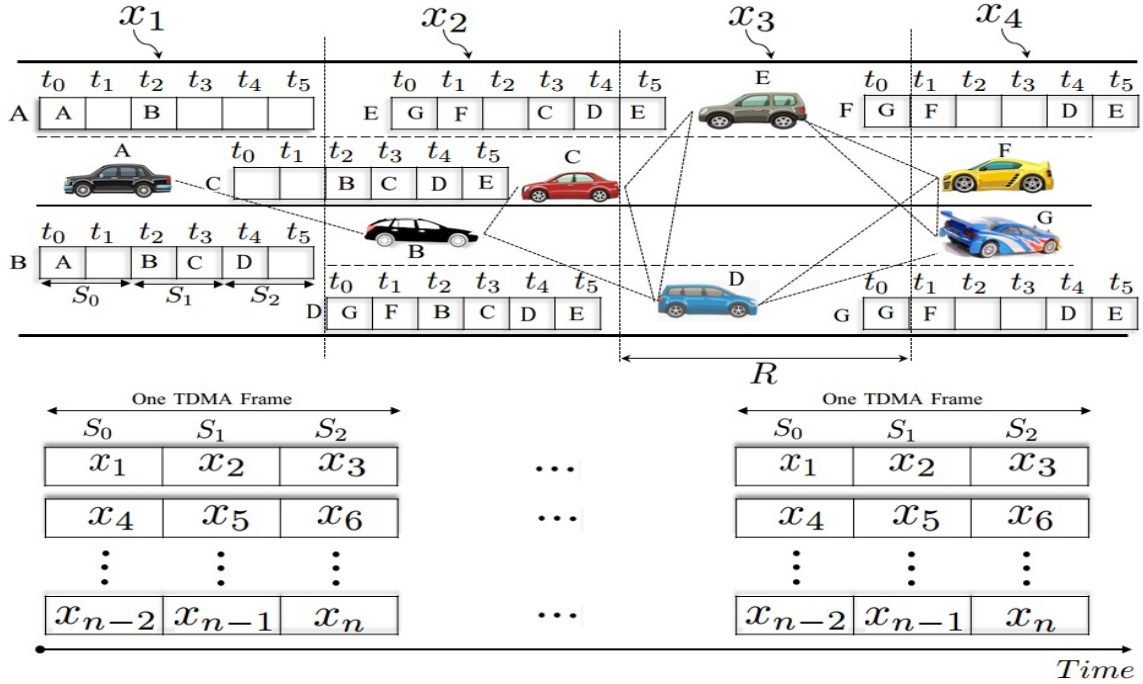 x1 x2 x3 x4
t0 t1 t2 t3 t4 t5
A A B
t0 t1 t2 t3 t4 t5
E G F C D E
E
t0 t1 t2 t3 t4 t5
F G F D E
A
t0 t1 t2 t3 t4 t5
C B C D E
C
F
t0 t1 t2 t3 t4 t5
B A B C D
S0 S1 S2
B
G
D
t0 t1 t2 t3 t4 t5
D G F B C D E
t0 t1 t2 t3 t4 t5
G G F D E
R
One TDMA Frame
S0 S1 S2
x1 x2 x3
x4 x5 x6
xn−2 xn−1 xn
...
...
...
One TDMA Frame
S0 S1 S2
x1 x2 x3
x4 x5 x6
xn−2 xn−1 xn
Time